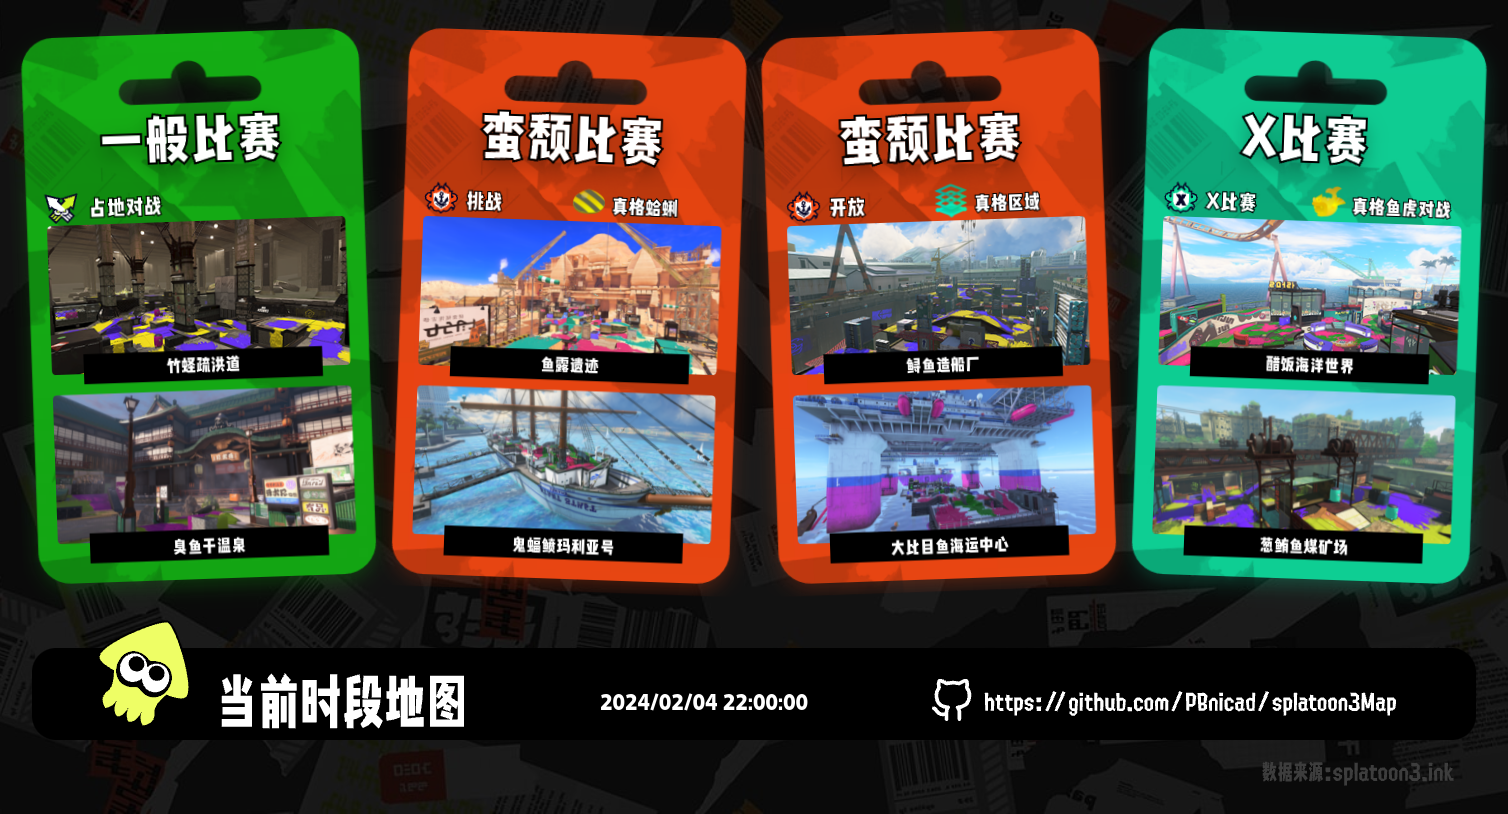 一般比赛
占地对战
竹蛏疏洪道
臭鱼干温泉
蛮颓比赛
挑战
真格蛤蜊
鱼露遗迹
鬼蝠鲼玛利亚号
蛮颓比赛
开放
真格区域
鲟鱼造船厂
大比目鱼海运中心
X比赛
X比赛
真格鱼虎对战
醋饭海洋世界
葱鲔鱼煤矿场
当前时段地图
2024/02/04 22:00:00
https://github.com/PBnicad/splatoon3Map
数据来源:splatoon3.ink